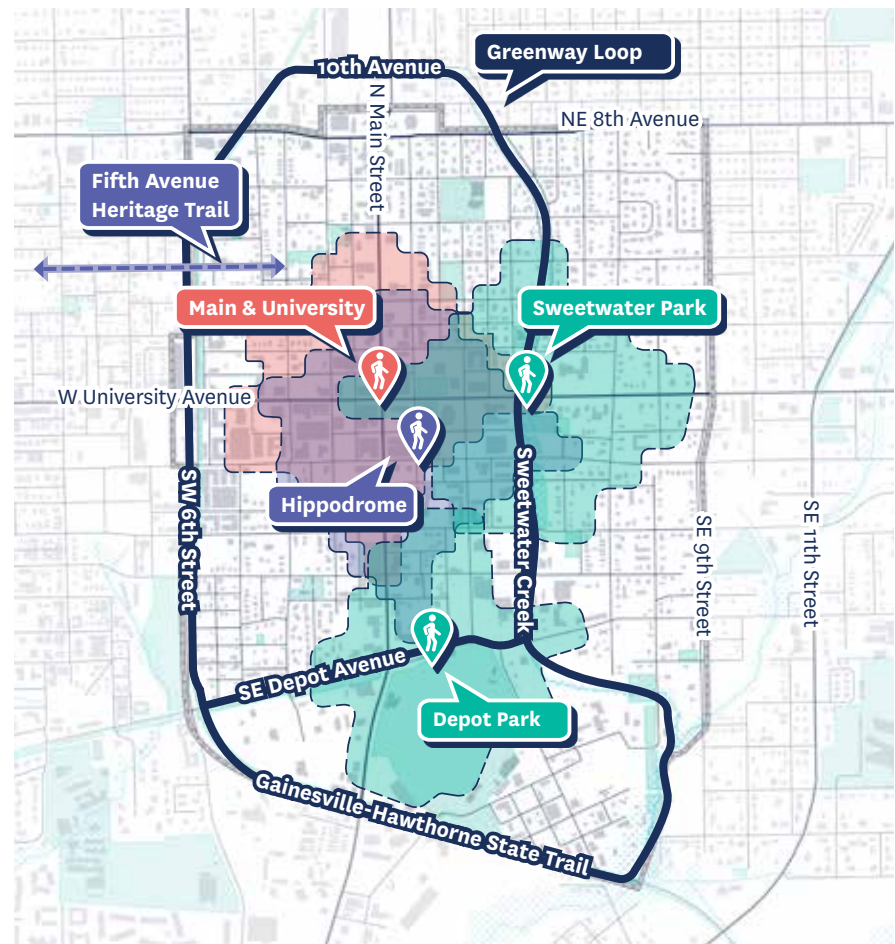 10th Avenue
Greenway Loop
N Main Street
NE 8th Avenue
Fifth Avenue
Heritage Trail
Main & University
Sweetwater Park
W University Avenue
Hippodrome
SW 6th Street
Sweetwater Creek
SE 9th Street
SE 11th Street
SE Depot Avenue
Depot Park
Gainesville-Hawthorne State Trail